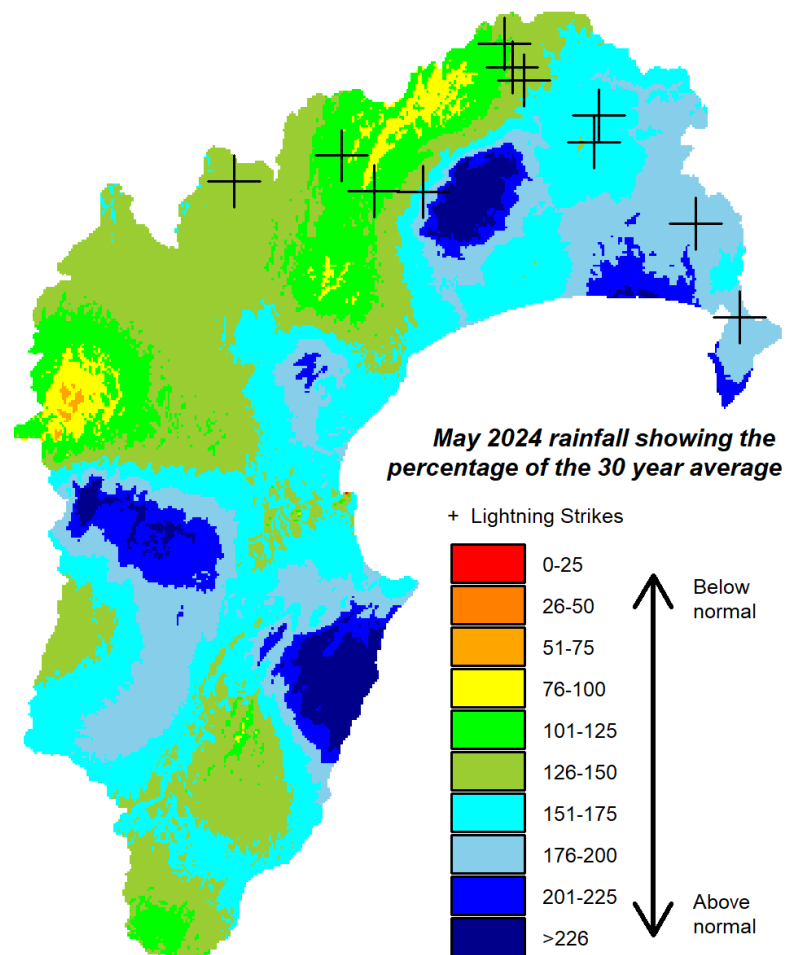 May 2024 rainfall showing the
percentage of the 30 year average
+ Lightning Strikes
0-25
26-50
51-75
76-100
101-125
126-150
151-175
176-200
201-225
>226
Below
normal
Above
normal